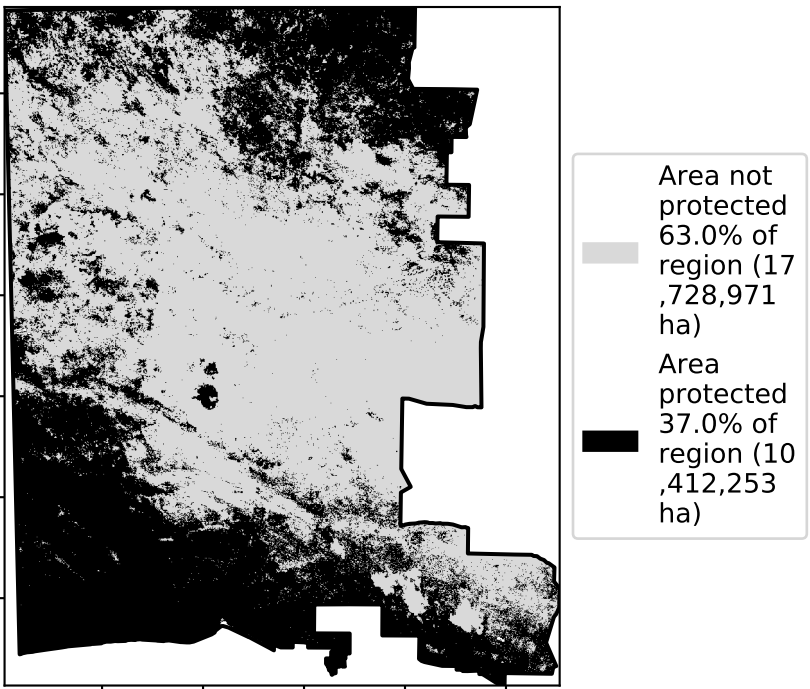 Area not
protected
63.0% of
region (17
,728,971
ha)
Area
protected
37.0% of
region (10
,412,253
ha)